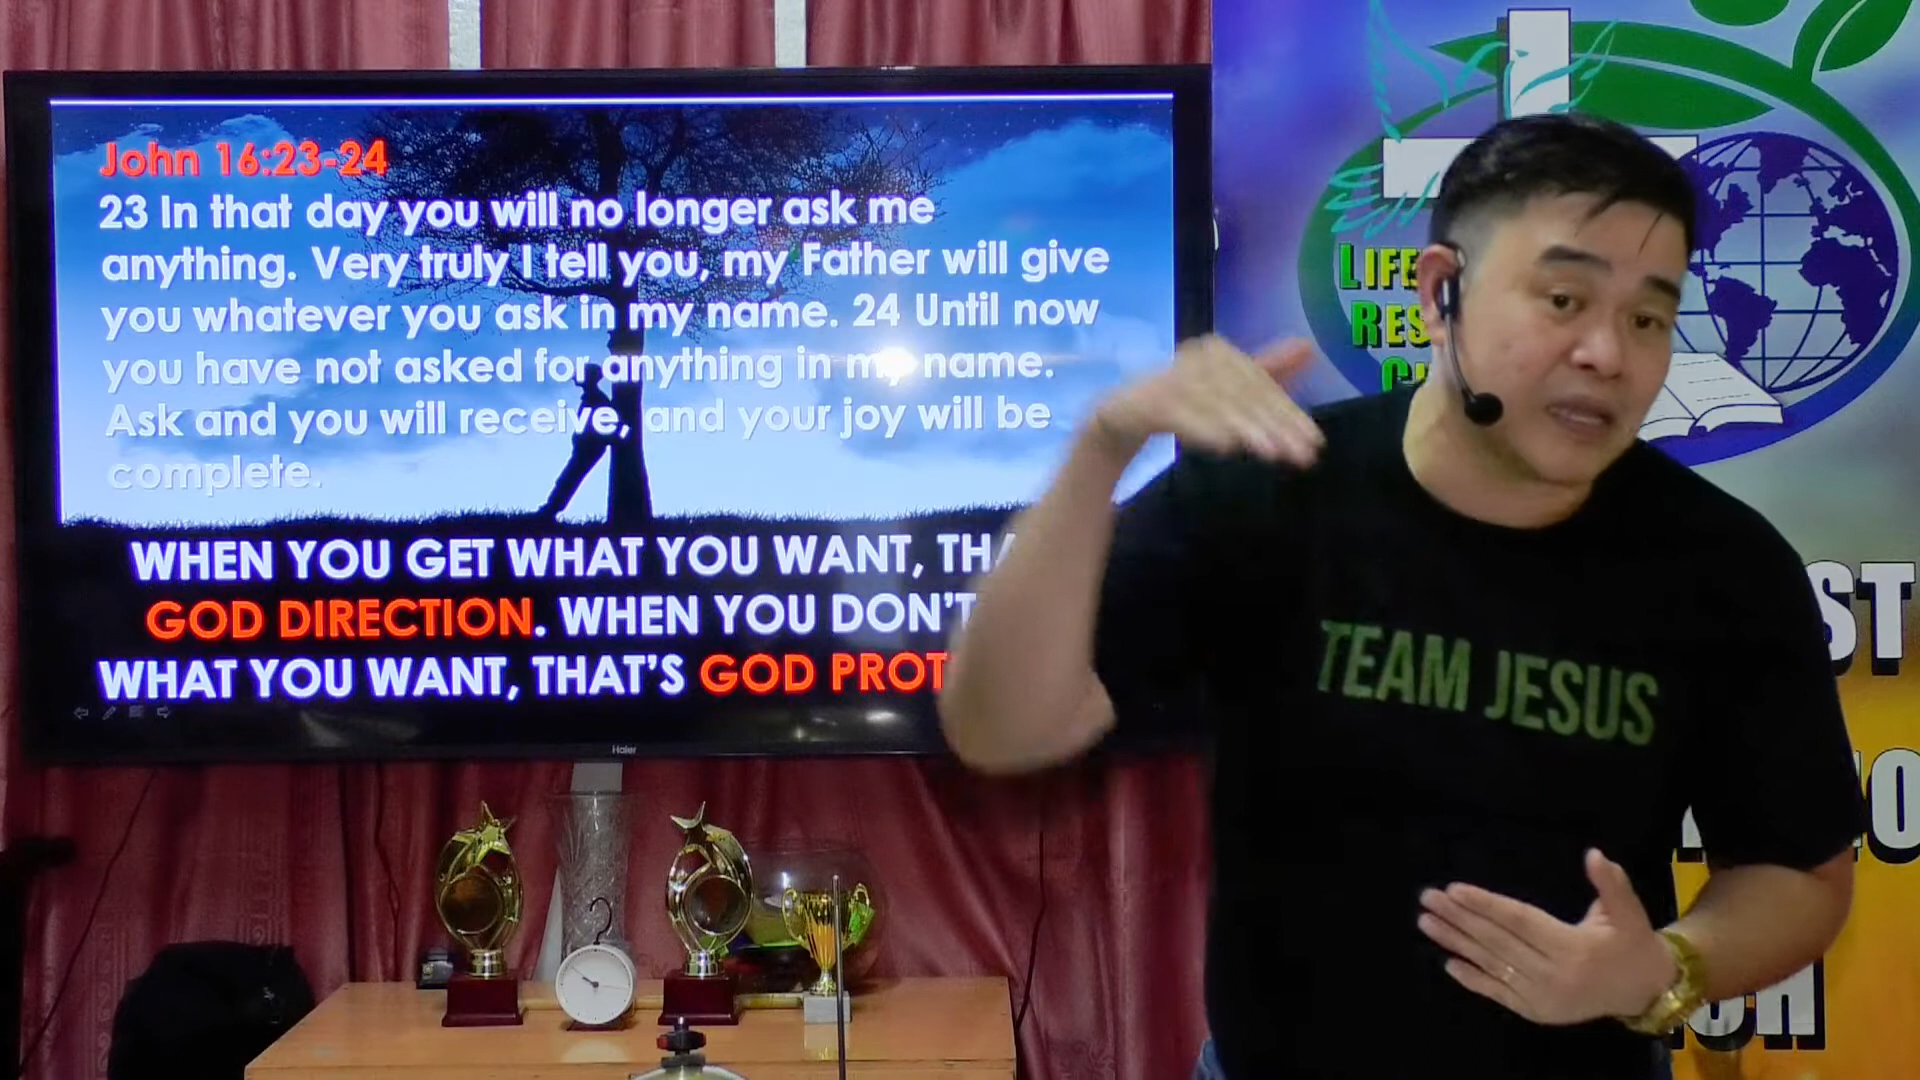 John 16:23-24
23 In that day you will no longer ask me
anything. Very truly I tell you, my Father will give
you whatever you ask in my name. 24 Until now
you have not asked for anything in my name.
Ask and you will receive, and your joy will be
complete.
WHEN YOU GET WHAT YOU WANT,
GOD DIRECTION. WHEN YOU DON'T
WHAT YOU WANT, THAT'S GOD
Haier
LIFE
TEAM JESUS